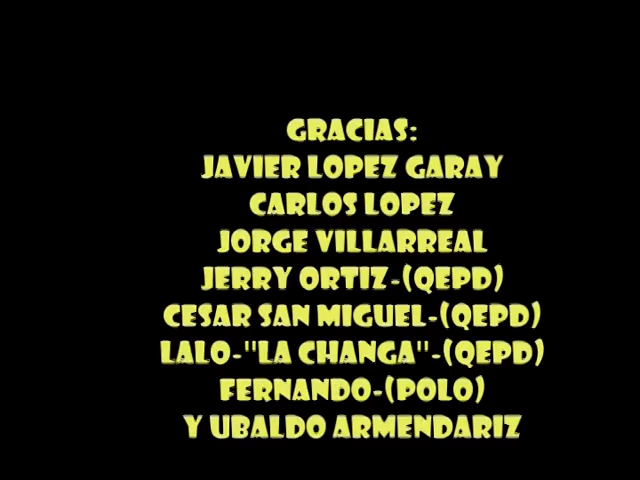 GRACIAS:
JAVIER LOPEZ GARAY
CARLOS LOPEZ
JORGE VILLARREAL
JERRY ORTIZ-(QEPD)
CESAR SAN MIGUEL-(QEPD)
LALO-"LA CHANGA"-(QEPD)
FERNANDO-(POLO)
Y UBALDO ARMENDARIZ